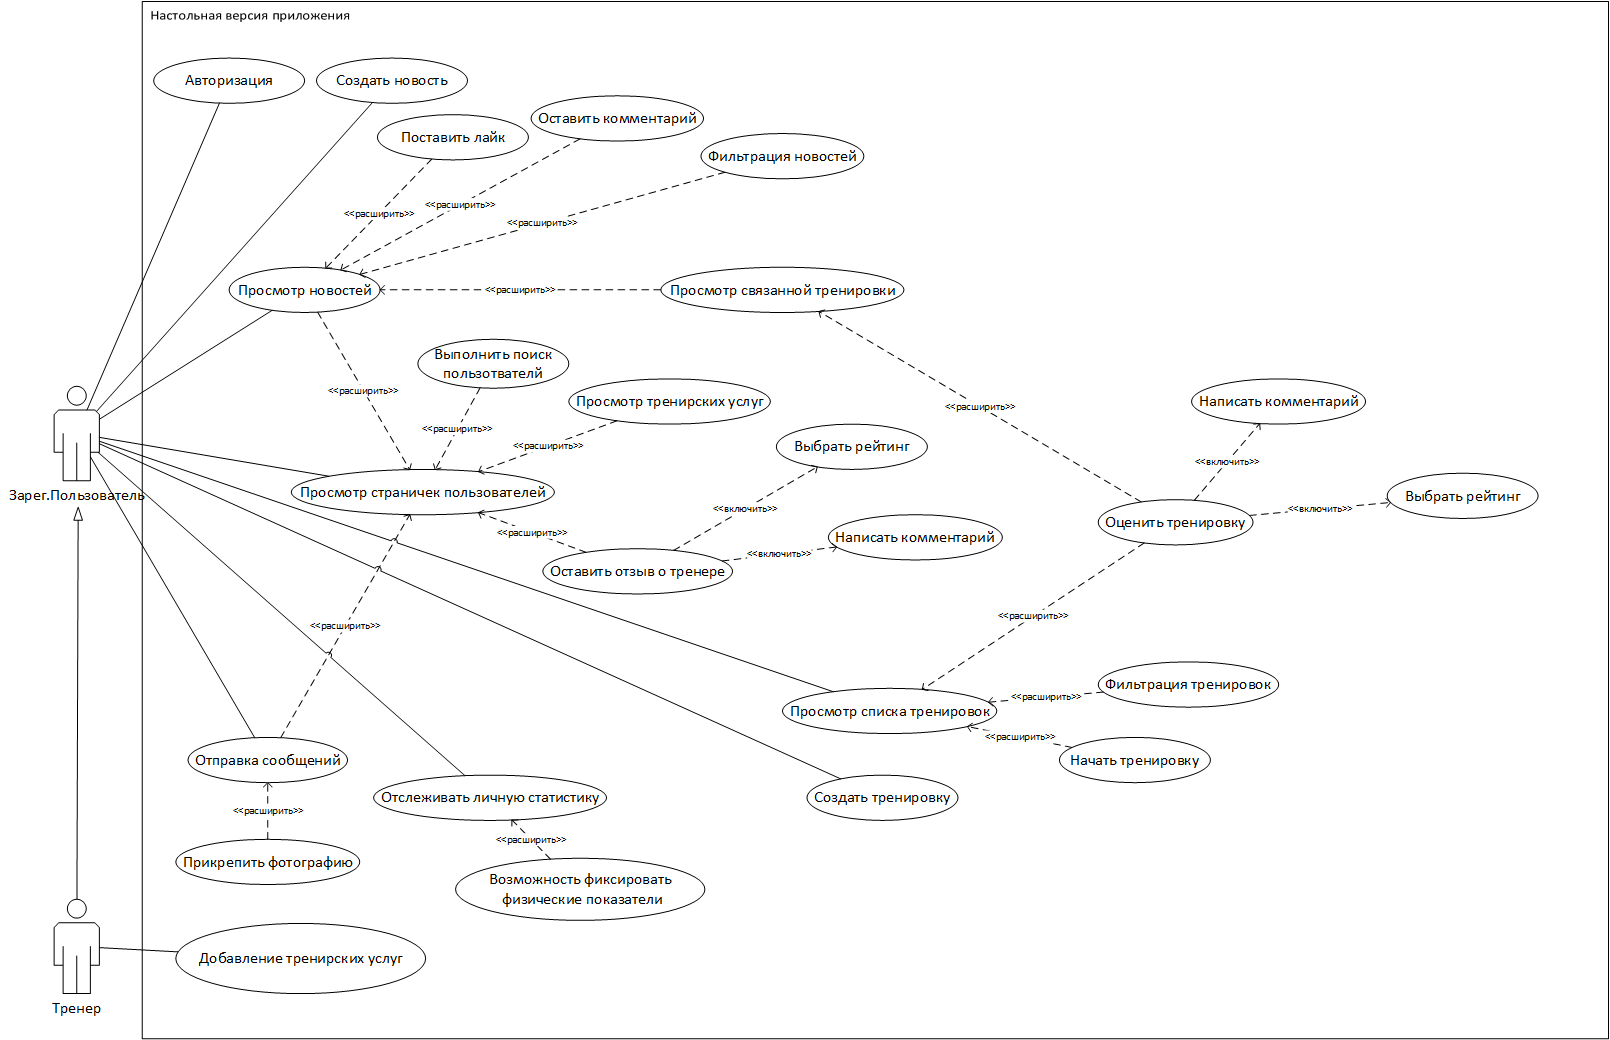 Настольная версия приложения
Авторизация
Создать новость
Поставить лайк
Оставить комментарий
Фильтрация новостей
<<расширить>>
<<расширить>>
<<расширить>>
Просмотр новостей
<<расширить>>
Просмотр связанной тренировки
<<расширить>>
Выполнить поиск
пользотвателй
<<расширить>>
Просмотр тренирских услуг
<<расширить>>
<<расширить>>
Написать комментарий
Выбрать рейтинг
<<включить>>
Зарег.Пользователь
Просмотр страничек пользователей
<<включить>>
<<включить>>
Выбрать рейтинг
Оценить тренировку
<<расширить>>
Написать комментарий
<<включить>>
Оставить отзыв о тренере
<<расширить>>
<<расширить>>
Фильтрация тренировок
<<расширить>>
Просмотр списка тренировок
<<расширить>>
Начать тренировку
Отправка сообщений
Отслеживать личную статистику
Создать тренировку
<<расширить>>
<<расширить>>
Прикрепить фотографию
Возможность фиксировать
физические показатели
Добавление тренирских услуг
Тренер